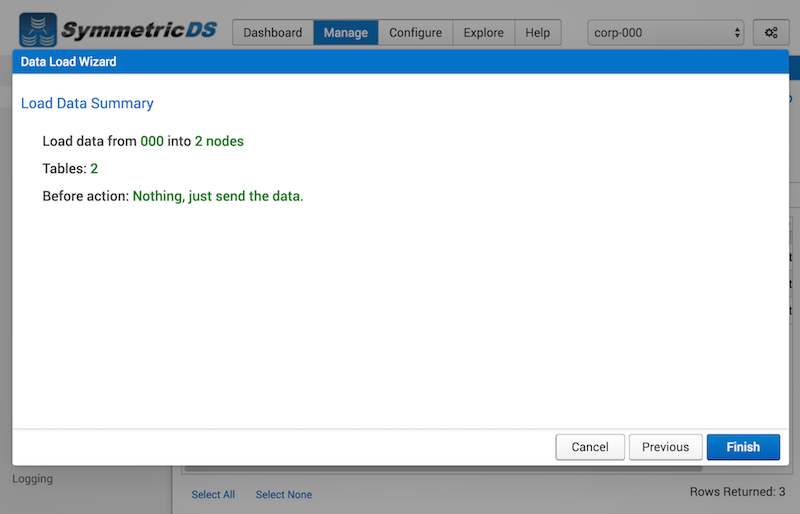 SymmetricDS
Dashboard Manage Configure Explore Help corp-000
Data Load Wizard
Load Data Summary
Load data from 000 into 2 nodes
Tables: 2
Before action: Nothing, just send the data.
Cancel Previous Finish
Logging
Select All Select None Rows Returned: 3